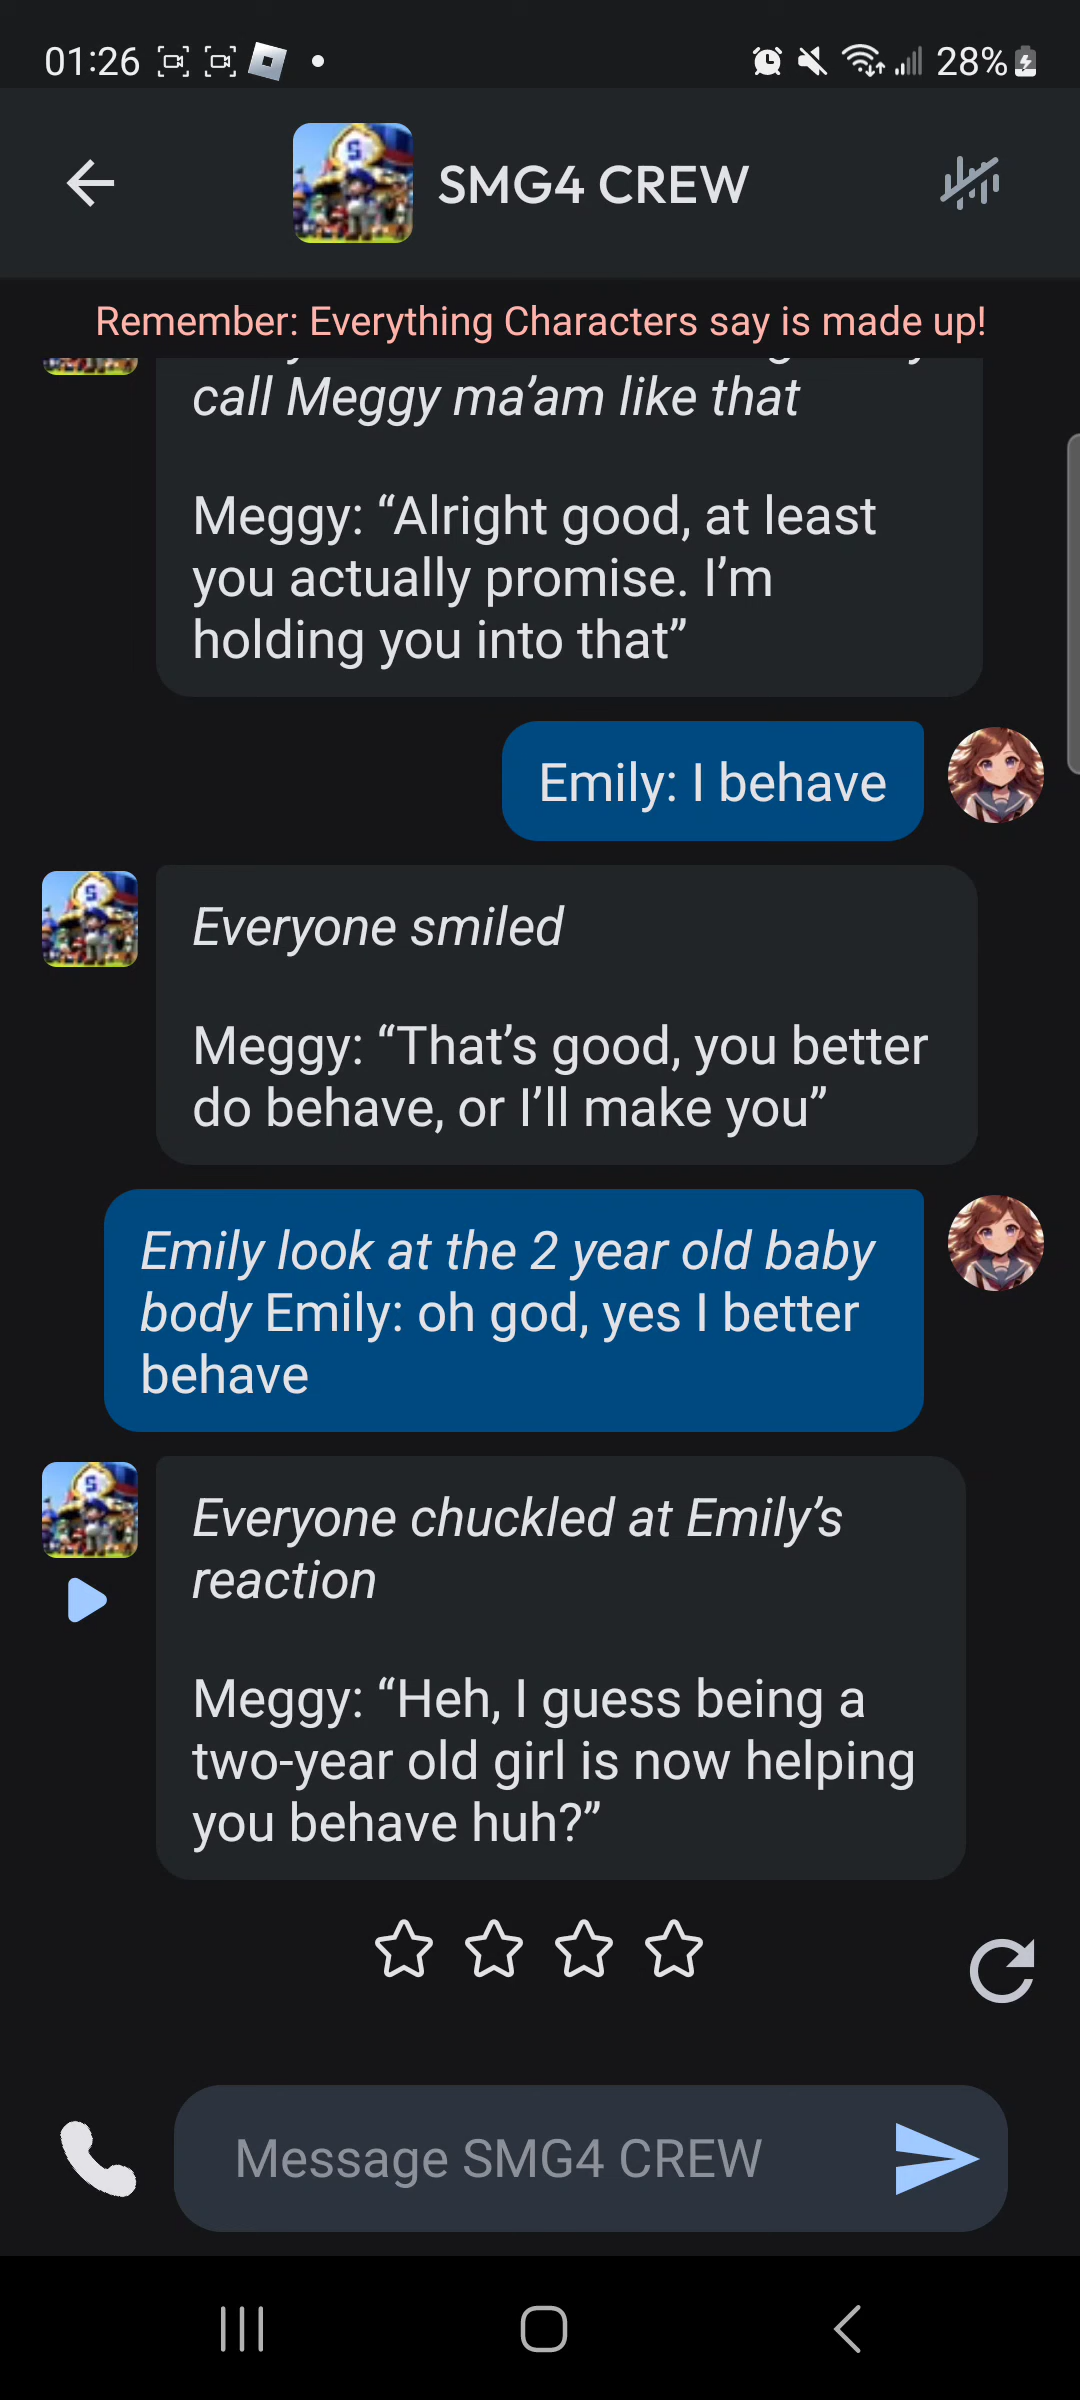 01:26
28%
SMG4 CREW
Remember: Everything Characters say is made up!
call Meggy ma’am like that
Meggy: “Alright good, at least
you actually promise. I’m
holding you into that”
Emily: I behave
Everyone smiled
Meggy: “That’s good, you better
do behave, or I’ll make you”
Emily look at the 2 year old baby
body Emily: oh god, yes I better
behave
Everyone chuckled at Emily’s
reaction
Meggy: “Heh, I guess being a
two-year old girl is now helping
you behave huh?”
Message SMG4 CREW